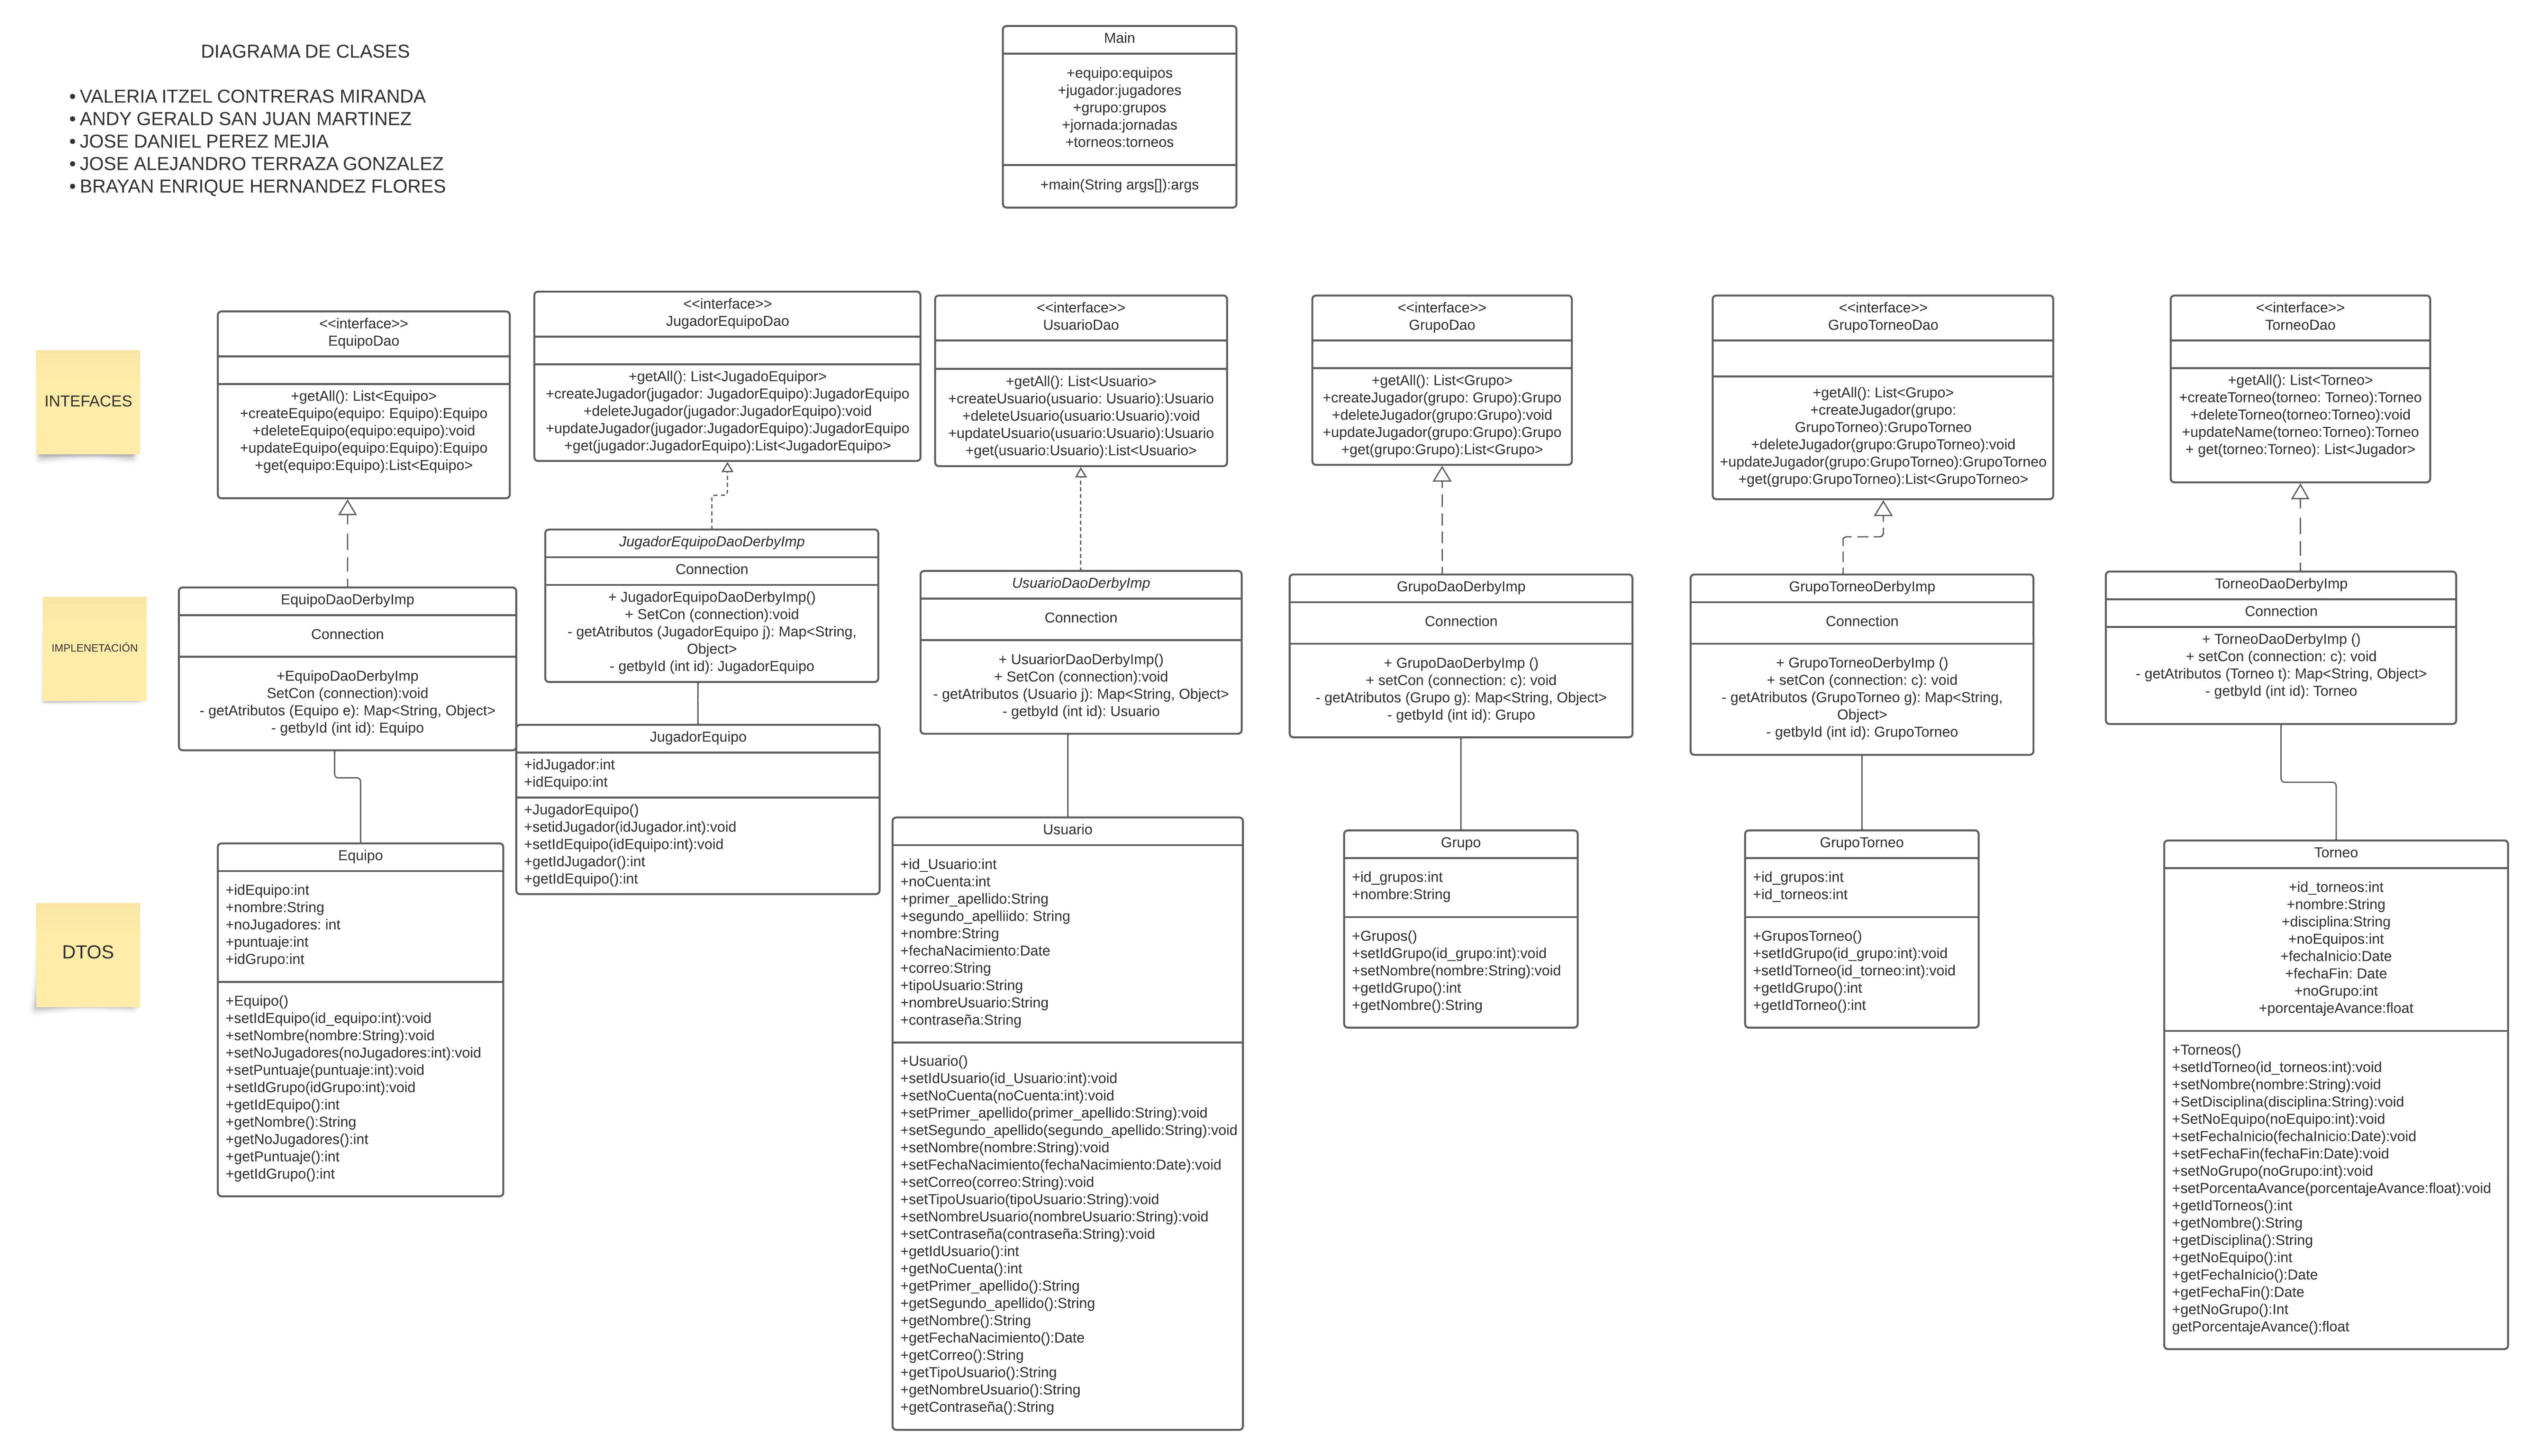 DIAGRAMA DE CLASES
• VALERIA ITZEL CONTRERAS MIRANDA
• ANDY GERALD SAN JUAN MARTINEZ
• JOSE DANIEL PEREZ MEJIA
• JOSE ALEJANDRO TERRAZA GONZALEZ
• BRAYAN ENRIQUE HERNANDEZ FLORES
Main
+equipo:equipos
+jugador:jugadores
+grupo:grupos
+jornada:jornadas
+torneos:torneos
+main(String args[]):args
INTEFACES
<<interface>>
EquipoDao
+getAll(): List<Equipo>
+createEquipo(equipo: Equipo):Equipo
+deleteEquipo(equipo:equipo):void
+updateEquipo(equipo:Equipo):Equipo
+get(equipo:Equipo):List<Equipo>
<<interface>>
JugadorEquipoDao
+getAll(): List<JugadoEquipor>
+createJugador(jugador: JugadorEquipo):JugadorEquipo
+deleteJugador(jugador:JugadorEquipo):void
+updateJugador(jugador:JugadorEquipo):JugadorEquipo
+get(jugador:JugadorEquipo):List<JugadorEquipo>
<<interface>>
UsuarioDao
+getAll(): List<Usuario>
+createUsuario(usuario: Usuario):Usuario
+deleteUsuario(usuario:Usuario):void
+updateUsuario(usuario:Usuario):Usuario
+get(usuario:Usuario):List<Usuario>
<<interface>>
GrupoDao
+getAll(): List<Grupo>
+createJugador(grupo: Grupo):Grupo
+deleteJugador(grupo:Grupo):void
+updateJugador(grupo:Grupo):Grupo
+get(grupo:Grupo):List<Grupo>
<<interface>>
GrupoTorneoDao
+getAll(): List<Grupo>
+createJugador(grupo:
GrupoTorneo):GrupoTorneo
+deleteJugador(grupo:GrupoTorneo):void
+updateJugador(grupo:GrupoTorneo):GrupoTorneo
+get(grupo:GrupoTorneo):List<GrupoTorneo>
<<interface>>
TorneoDao
+getAll(): List<Torneo>
+createTorneo(torneo: Torneo):Torneo
+deleteTorneo(torneo:Torneo):void
+updateName(torneo:Torneo):Torneo
+ get(torneo:Torneo): List<Jugador>
IMPLENETACIÓN
EquipoDaoDerbyImp
Connection
+EquipoDaoDerbyImp
SetCon (connection):void
- getAtributos (Equipo e): Map<String, Object>
- getbyId (int id): Equipo
JugadorEquipoDaoDerbyImp
Connection
+ JugadorEquipoDaoDerbyImp()
+ SetCon (connection):void
- getAtributos (JugadorEquipo j): Map<String,
Object>
- getbyId (int id): JugadorEquipo
UsuarioDaoDerbyImp
Connection
+ UsuariorDaoDerbyImp()
+ SetCon (connection):void
- getAtributos (Usuario j): Map<String, Object>
- getbyId (int id): Usuario
GrupoDaoDerbyImp
Connection
+ GrupoDaoDerbyImp ()
+ setCon (connection: c): void
- getAtributos (Grupo g): Map<String, Object>
- getbyId (int id): Grupo
GrupoTorneoDerbyImp
Connection
+ GrupoTorneoDerbyImp ()
+ setCon (connection: c): void
- getAtributos (GrupoTorneo g): Map<String,
Object>
- getbyId (int id): GrupoTorneo
TorneoDaoDerbyImp
Connection
+ TorneoDaoDerbyImp ()
+ setCon (connection: c): void
- getAtributos (Torneo t): Map<String, Object>
- getbyId (int id): Torneo
DTOS
Equipo
+idEquipo:int
+nombre:String
+noJugadores: int
+puntuaje:int
+idGrupo:int
+Equipo()
+setIdEquipo(id_equipo:int):void
+setNombre(nombre:String):void
+setNoJugadores(noJugadores:int):void
+setPuntuaje(puntuaje:int):void
+setIdGrupo(idGrupo:int):void
+getIdEquipo():int
+getNombre():String
+getNoJugadores():int
+getPuntuaje():int
+getIdGrupo():int
JugadorEquipo
+idJugador:int
+idEquipo:int
+JugadorEquipo()
+setidJugador(idJugador.int):void
+setIdEquipo(idEquipo:int):void
+getIdJugador():int
+getIdEquipo():int
Usuario
+id_Usuario:int
+noCuenta:int
+primer_apellido:String
+segundo_apelliido: String
+nombre:String
+fechaNacimiento:Date
+correo:String
+tipoUsuario:String
+nombreUsuario:String
+contraseña:String
+Usuario()
+setIdUsuario(id_Usuario:int):void
+setNoCuenta(noCuenta:int):void
+setPrimer_apellido(primer_apellido:String):void
+setSegundo_apellido(segundo_apellido:String):void
+setNombre(nombre:String):void
+setFechaNacimiento(fechaNacimiento:Date):void
+setCorreo(correo:String):void
+setTipoUsuario(tipoUsuario:String):void
+setNombreUsuario(nombreUsuario:String):void
+setContraseña(contraseña:String):void
+getIdUsuario():int
+getNoCuenta():int
+getPrimer_apellido():String
+getSegundo_apellido():String
+getNombre():String
+getFechaNacimiento():Date
+getCorreo():String
+getTipoUsuario():String
+getNombreUsuario():String
+getContraseña():String
Grupo
+id_grupos:int
+nombre:String
+Grupos()
+setIdGrupo(id_grupo:int):void
+setNombre(nombre:String):void
+getIdGrupo():int
+getNombre():String
GrupoTorneo
+id_grupos:int
+id_torneos:int
+GruposTorneo()
+setIdGrupo(id_grupo:int):void
+setIdTorneo(id_torneo:int):void
+getIdGrupo():int
+getIdTorneo():int
Torneo
+id_torneos:int
+nombre:String
+disciplina:String
+noEquipos:int
+fechaInicio:Date
+fechaFin: Date
+noGrupo:int
+porcentajeAvance:float
+Torneos()
+setIdTorneo(id_torneos:int):void
+setNombre(nombre:String):void
+SetDisciplina(disciplina:String):void
+SetNoEquipo(noEquipo:int):void
+setFechaInicio(fechaInicio:Date):void
+setFechaFin(fechaFin:Date):void
+setNoGrupo(noGrupo:int):void
+setPorcentaAvance(porcentajeAvance:float):void
+getIdTorneos():int
+getNombre():String
+getDisciplina():String
+getNoEquipo():int
+getFechaInicio():Date
+getFechaFin():Date
+getNoGrupo():Int
getPorcentajeAvance():float